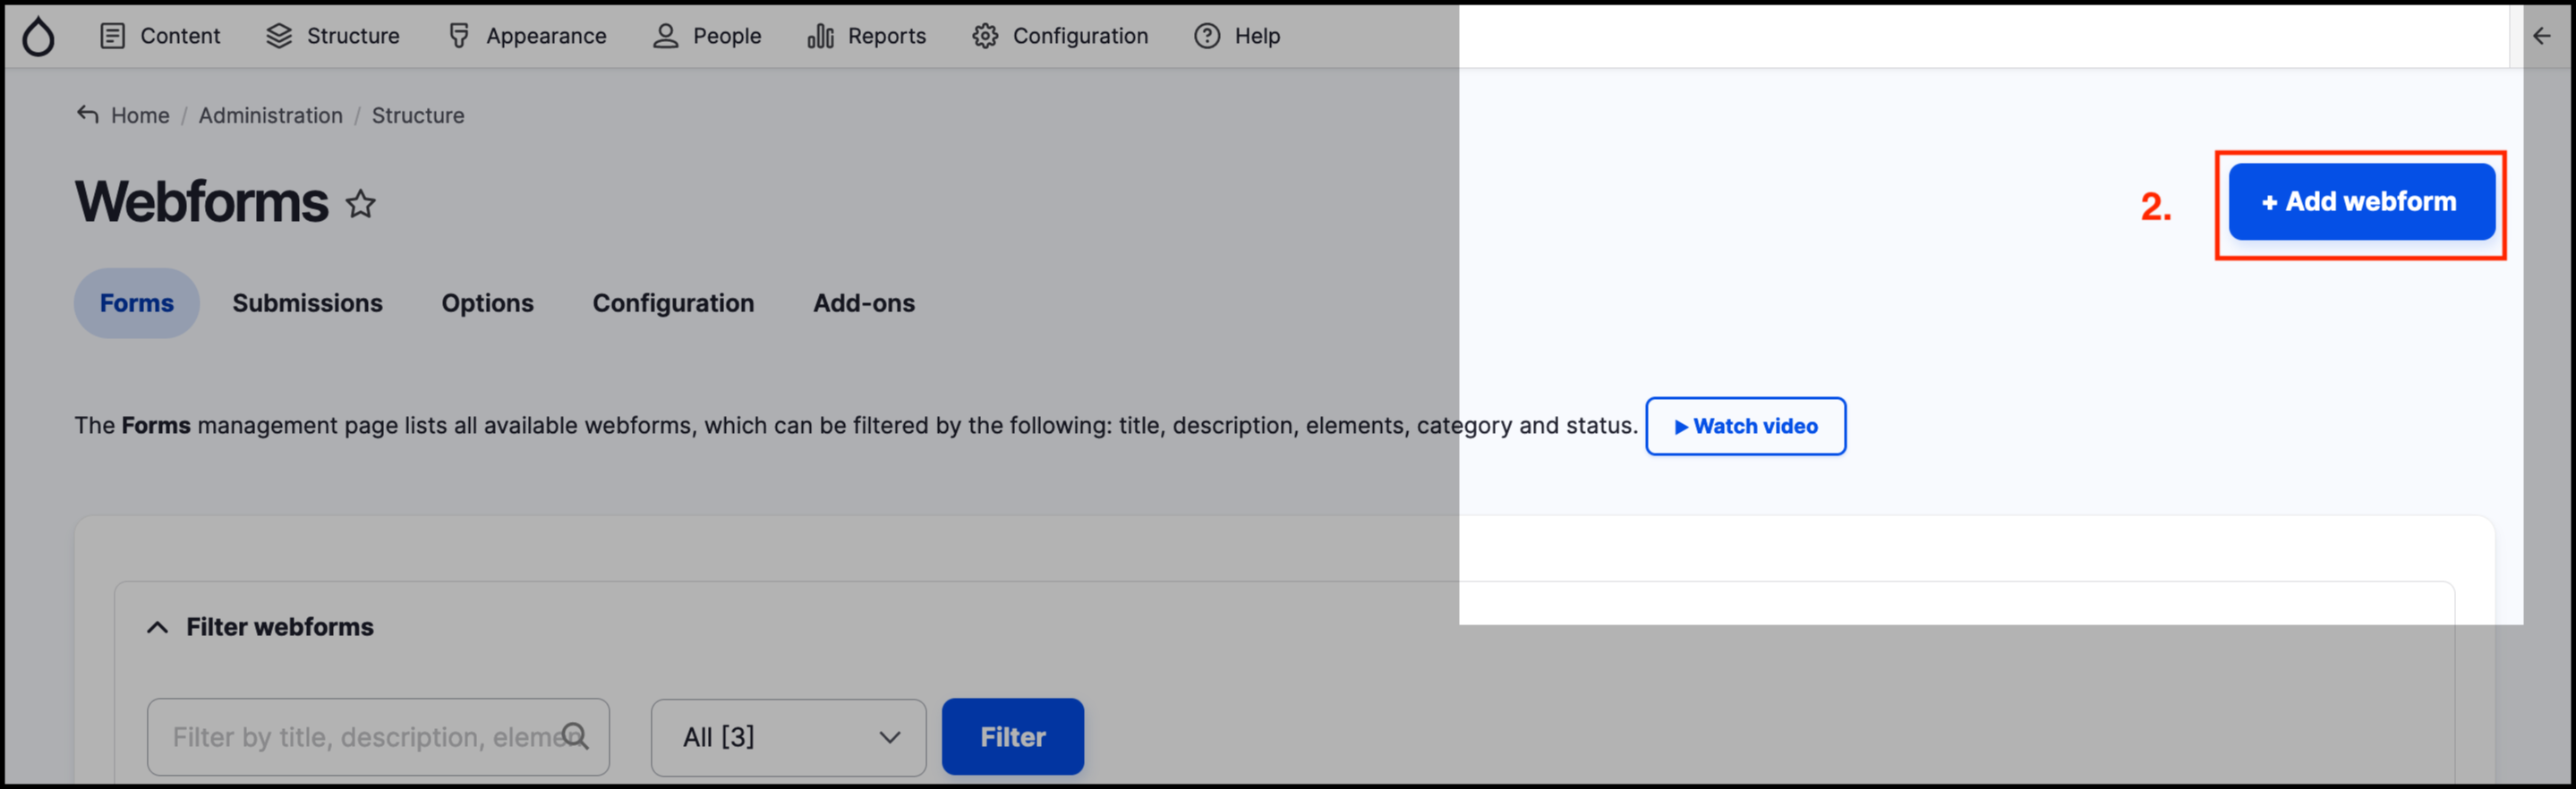 Content Structure Appearance People Reports Configuration Help
Home / Administration / Structure
Webforms
2.
+ Add webform
Forms Submissions Options Configuration Add-ons
The Forms management page lists all available webforms, which can be filtered by the following: title, description, elements, category and status. Watch video
Filter webforms
Filter by title, description, elemen
All [3]
Filter